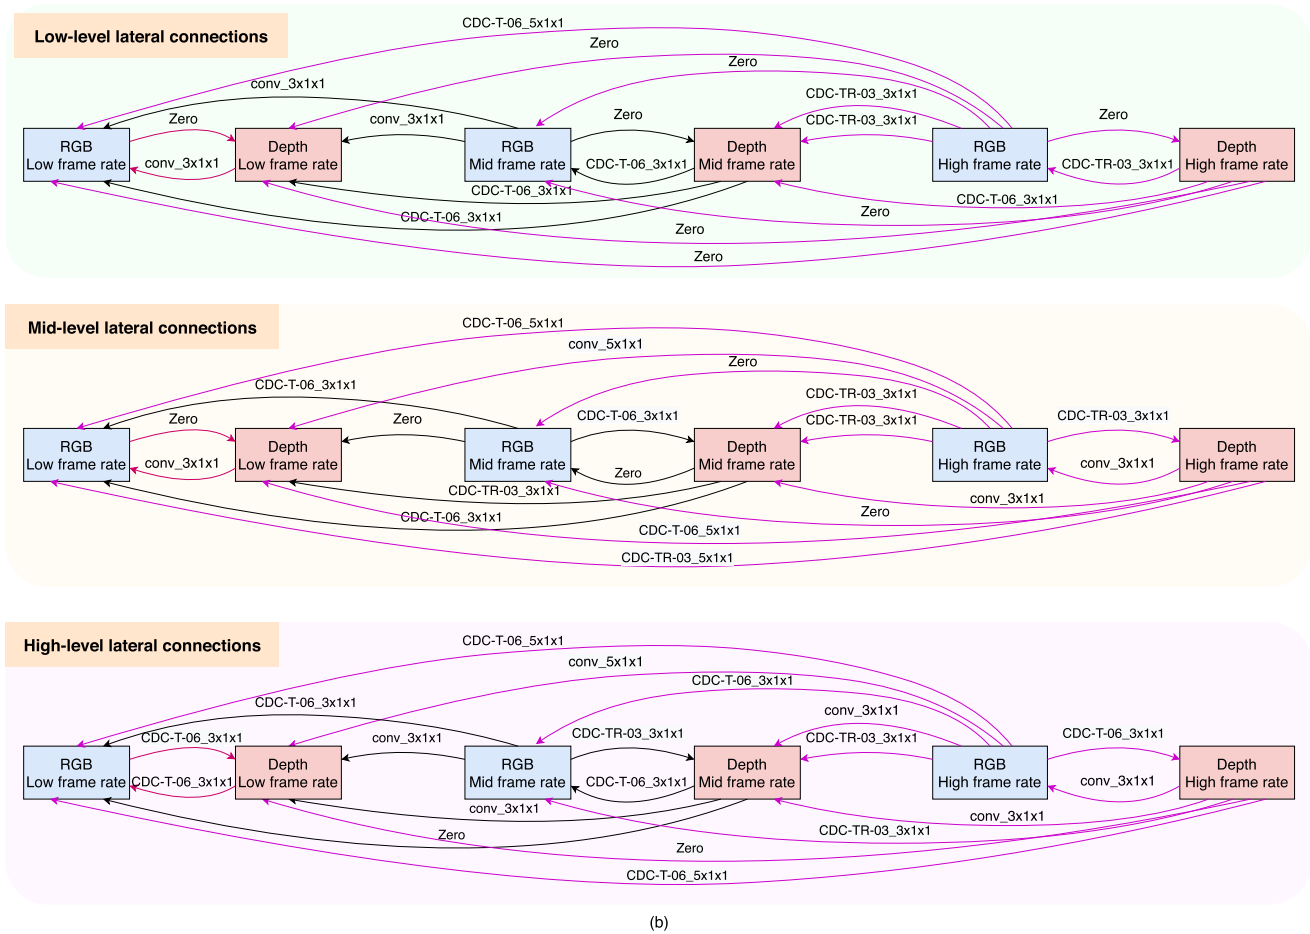 Low-level lateral connections
CDC-T-06_5x1x1
Zero
Zero
conv_3x1x1
CDC-TR-03_3x1x1
Zero
conv_3x1x1
Zero
CDC-TR-03_3x1x1
Zero
RGB
Low frame rate
conv_3x1x1
Depth
Low frame rate
RGB
Mid frame rate
CDC-T-06_3x1x1
Depth
Mid frame rate
RGB
High frame rate
CDC-TR-03_3x1x1
Depth
High frame rate
CDC-T-06_3x1x1
CDC-T-06_3x1x1
CDC-T-06_3x1x1
Zero
Zero
Zero
Mid-level lateral connections
CDC-T-06_5x1x1
conv_5x1x1
Zero
CDC-T-06_3x1x1
CDC-TR-03_3x1x1
Zero
Zero
CDC-T-06_3x1x1
CDC-TR-03_3x1x1
CDC-TR-03_3x1x1
RGB
Low frame rate
conv_3x1x1
Depth
Low frame rate
RGB
Mid frame rate
Zero
Depth
Mid frame rate
RGB
High frame rate
conv_3x1x1
Depth
High frame rate
CDC-TR-03_3x1x1
conv_3x1x1
CDC-T-06_3x1x1
Zero
CDC-T-06_5x1x1
CDC-TR-03_5x1x1
High-level lateral connections
CDC-T-06_5x1x1
conv_5x1x1
CDC-T-06_3x1x1
CDC-T-06_3x1x1
conv_3x1x1
CDC-T-06_3x1x1
conv_3x1x1
CDC-TR-03_3x1x1
CDC-TR-03_3x1x1
CDC-T-06_3x1x1
RGB
Low frame rate
CDC-T-06_3x1x1
Depth
Low frame rate
RGB
Mid frame rate
CDC-T-06_3x1x1
Depth
Mid frame rate
RGB
High frame rate
conv_3x1x1
Depth
High frame rate
conv_3x1x1
conv_3x1x1
Zero
CDC-TR-03_3x1x1
Zero
CDC-T-06_5x1x1
(b)